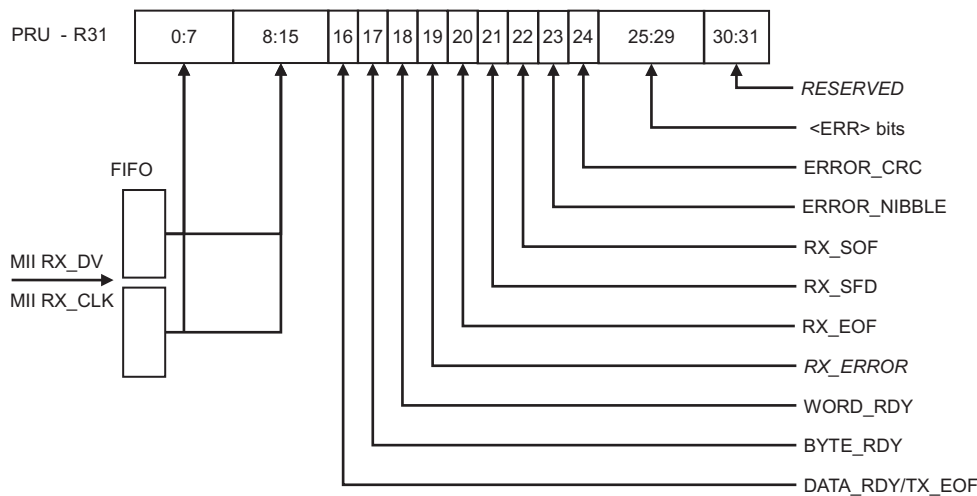 PRU - R31 0:7 8:15 16 17 18 19 20 21 22 23 24 25:29 30:31
RESERVED
<ERR> bits
FIFO
ERROR_CRC
ERROR_NIBBLE
RX_SOF
MII RX_DV
RX_SFD
MII RX_CLK
RX_EOF
RX_ERROR
WORD_RDY
BYTE_RDY
DATA_RDY/TX_EOF